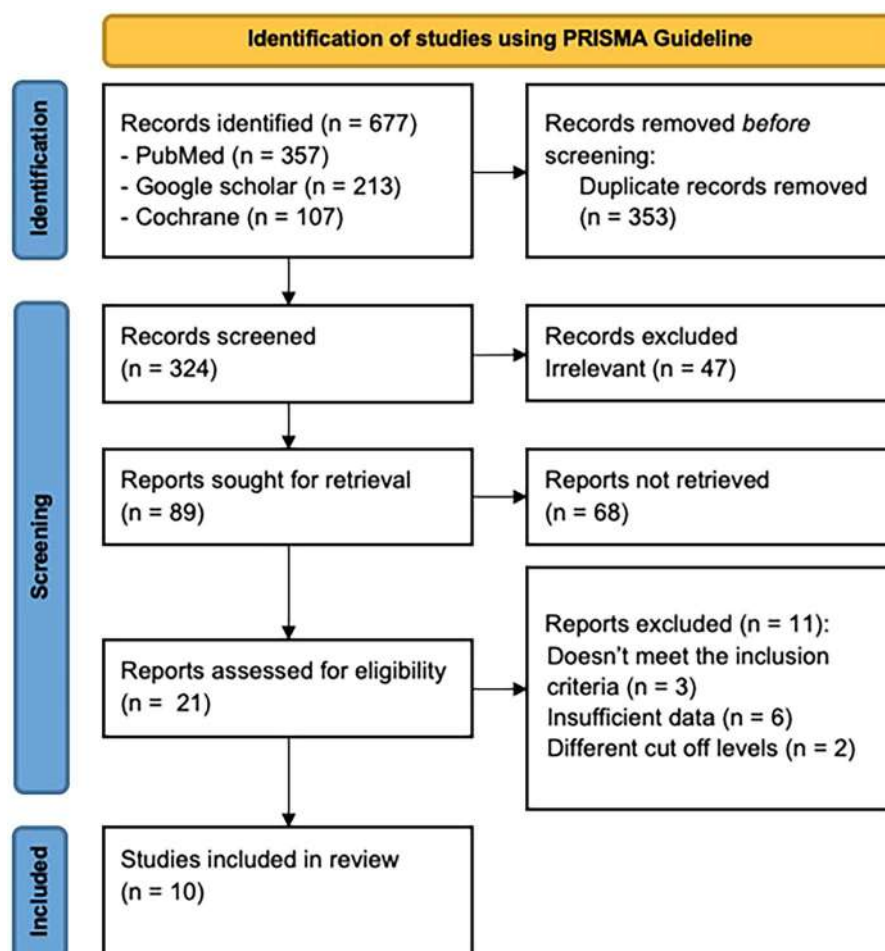 Identification of studies using PRISMA Guideline
Identification
Records identified (n = 677)
- PubMed (n = 357)
- Google scholar (n = 213)
- Cochrane (n = 107)
Records removed before
screening:
Duplicate records removed
(n = 353)
Screening
Records screened
(n = 324)
Records excluded
Irrelevant (n = 47)
Reports sought for retrieval
(n = 89)
Reports not retrieved
(n = 68)
Reports assessed for eligibility
(n = 21)
Reports excluded (n = 11):
Doesn't meet the inclusion
criteria (n = 3)
Insufficient data (n = 6)
Different cut off levels (n = 2)
Included
Studies included in review
(n = 10)